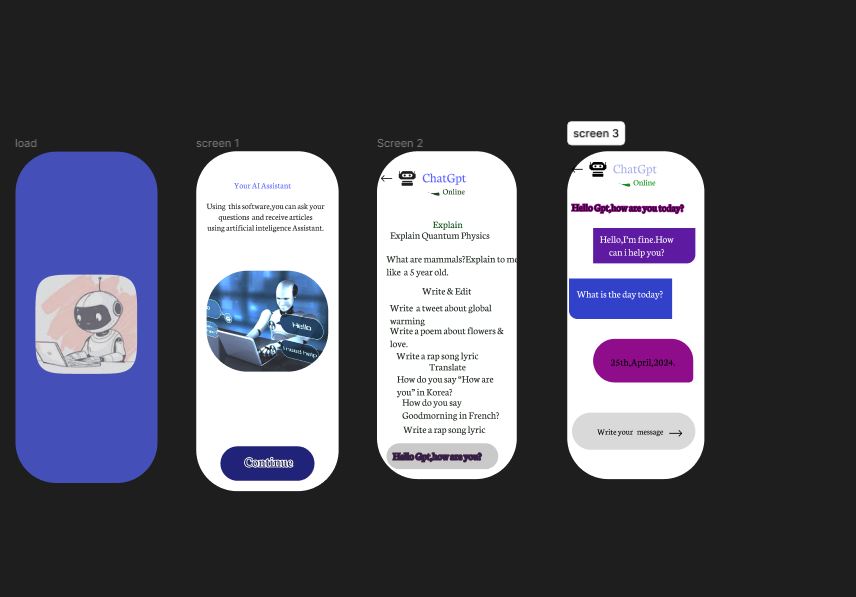 load
screen 1
Your AI Assistant
Using this software,you can ask your
questions and receive articles
using artificial inteligence Assistant.
Hello
I need help
Continue
Screen 2
ChatGpt
Online
Explain
Explain Quantum Physics
What are mammals?Explain to me
like a 5 year old.
Write & Edit
Write a tweet about global
warming
Write a poem about flowers &
love.
Write a rap song lyric
Translate
How do you say "How are
you" in Korea?
How do you say
Goodmorning in French?
Write a rap song lyric
Hello Gpt,how are you?
screen 3
ChatGpt
Online
Hello Gpt,how are you today?
Hello,I'm fine.How
can i help you?
What is the day today?
25th,April,2024.
Write your message